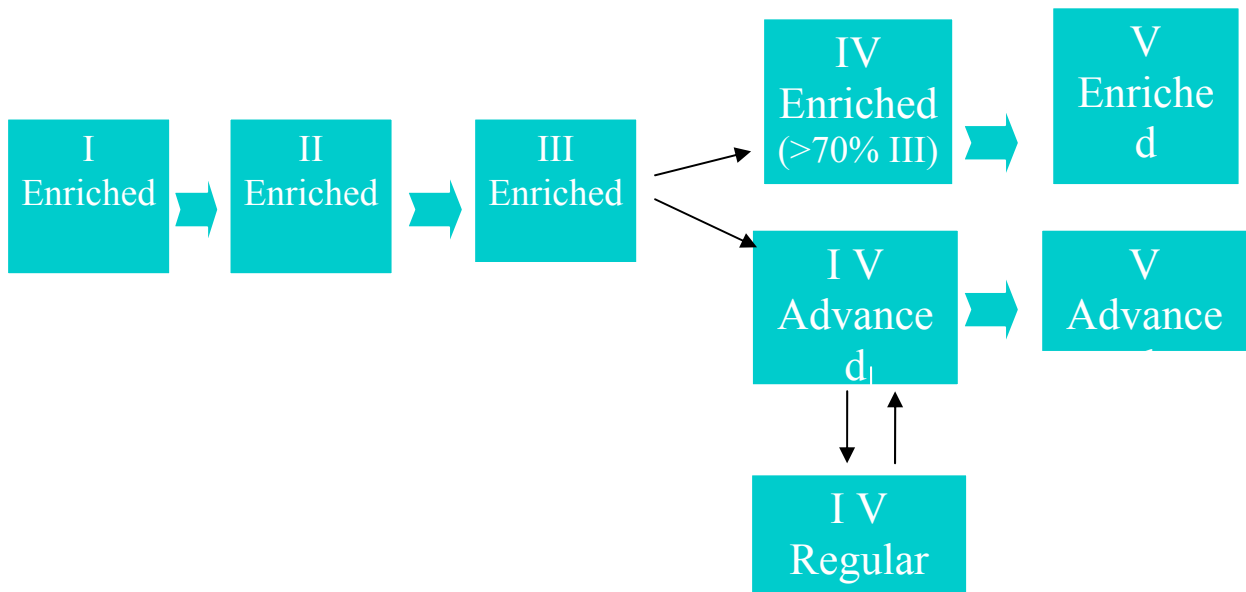 I
Enriched
II
Enriched
III
Enriched
IV
Enriched
(>70% III)
V
Enriche
d
I V
Advance
d
V
Advance
I V
Regular